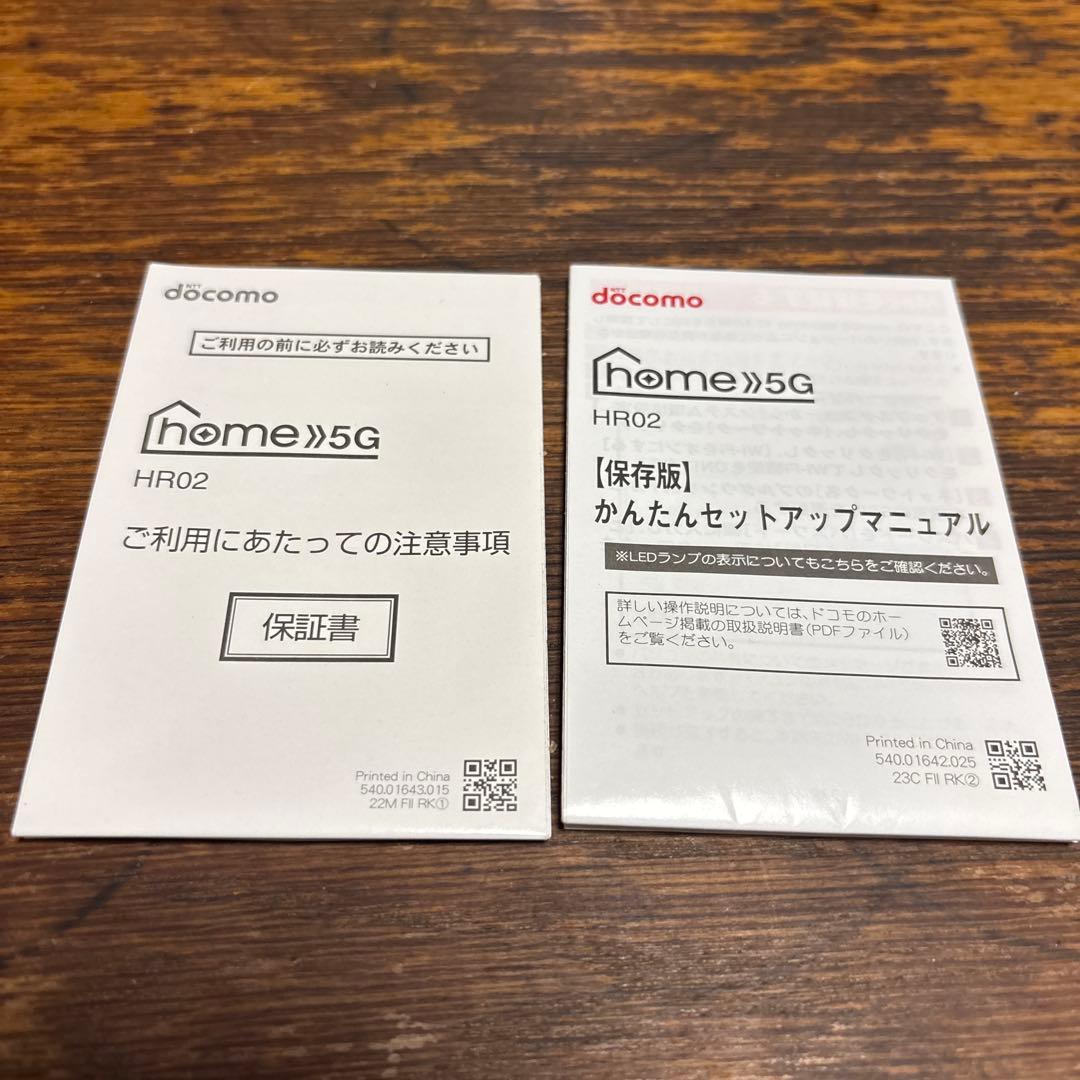 NTT
docomo
ご利用の前に必ずお読みください
home 5G
HR02
ご利用にあたっての注意事項
保証書
Printed in China
540.01643.015
22M FII RK①
NTT
docomo
home 5G
HR02
【保存版】
かんたんセットアップマニュアル
※LEDランプの表示についてもこちらをご確認ください。
詳しい操作説明については、ドコモのホー
ムページ掲載の取扱説明書(PDFファイル)
をご覧ください。
Printed in China
540.01642.025
23C FII RK②